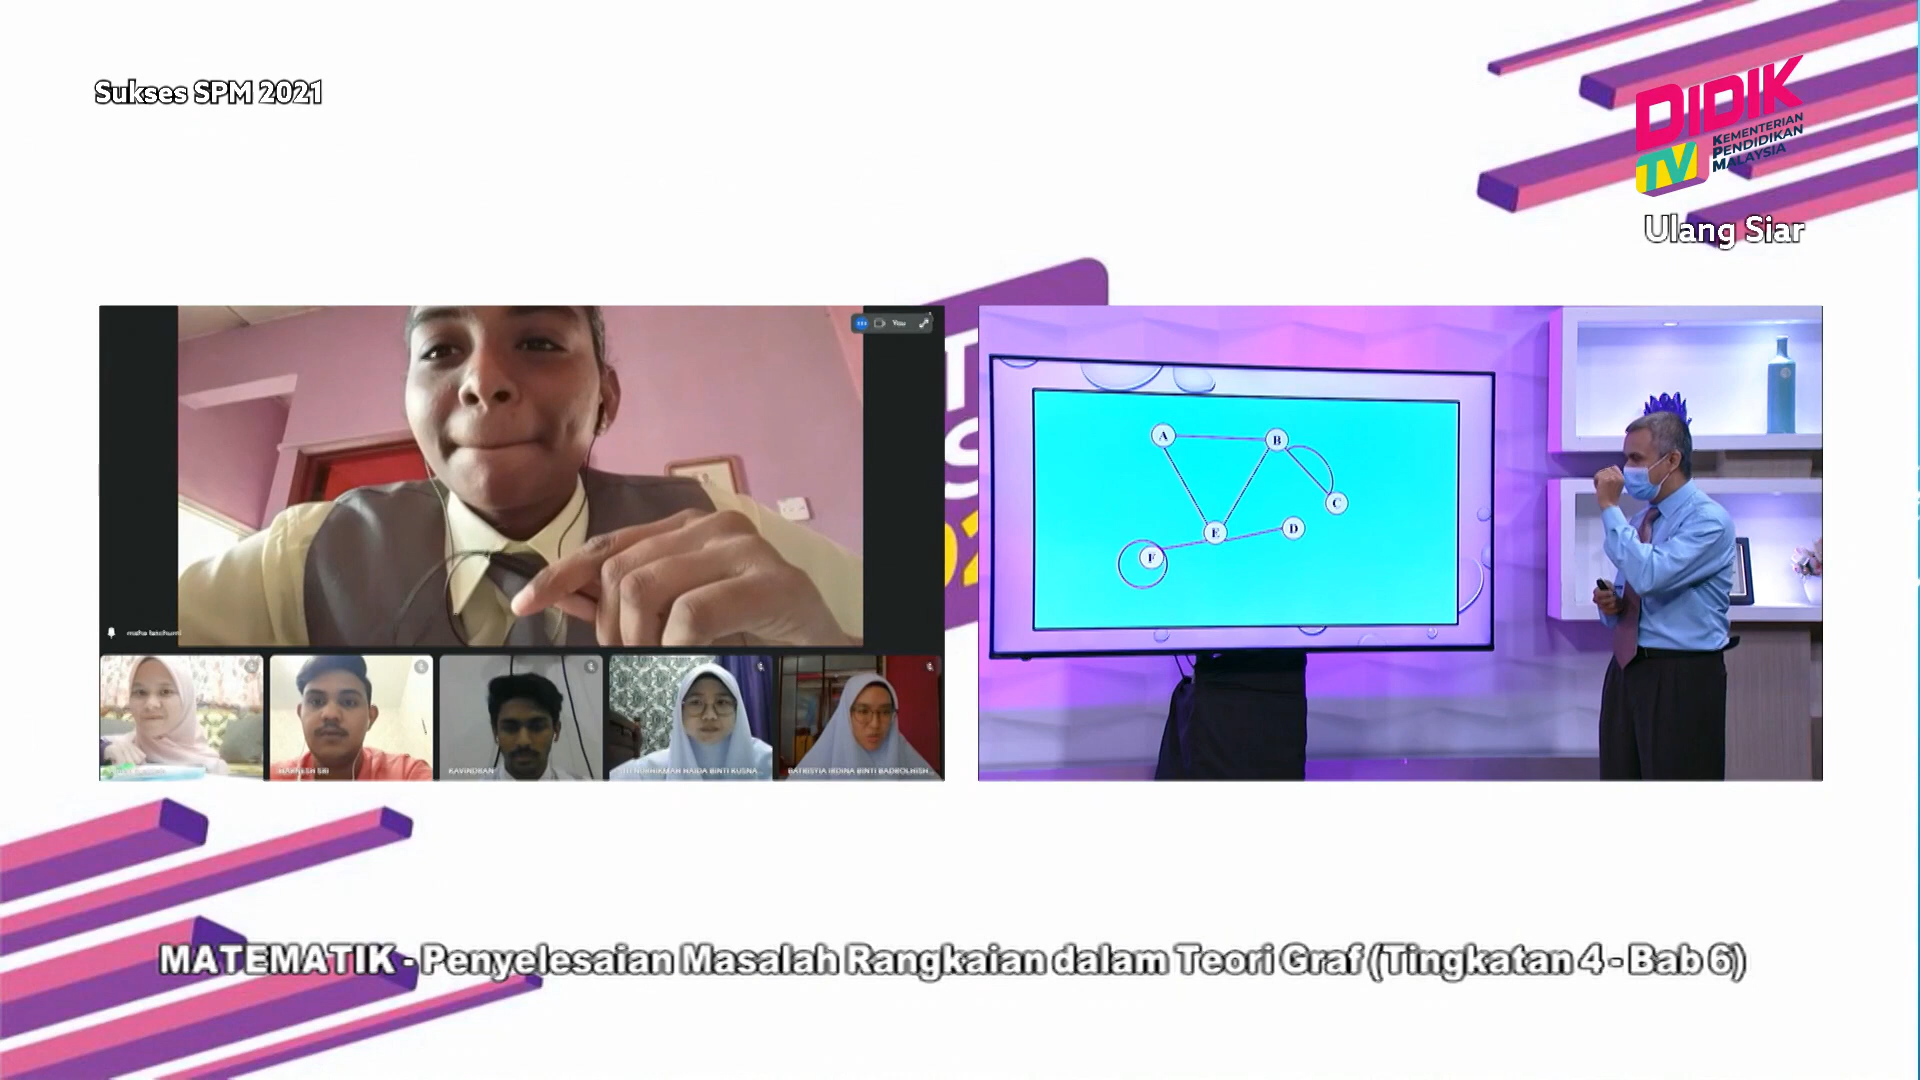 Sukses SPM 2021
DIDIK
TV
KEMENTERIAN
PENDIDIKAN
MALAYSIA
Ulang Siar
You
A
B
C
D
E
F
KAVINDRAN
MATEMATIK - Penyelesaian Masalah Rangkaian dalam Teori Graf (Tingkatan 4 - Bab 6)